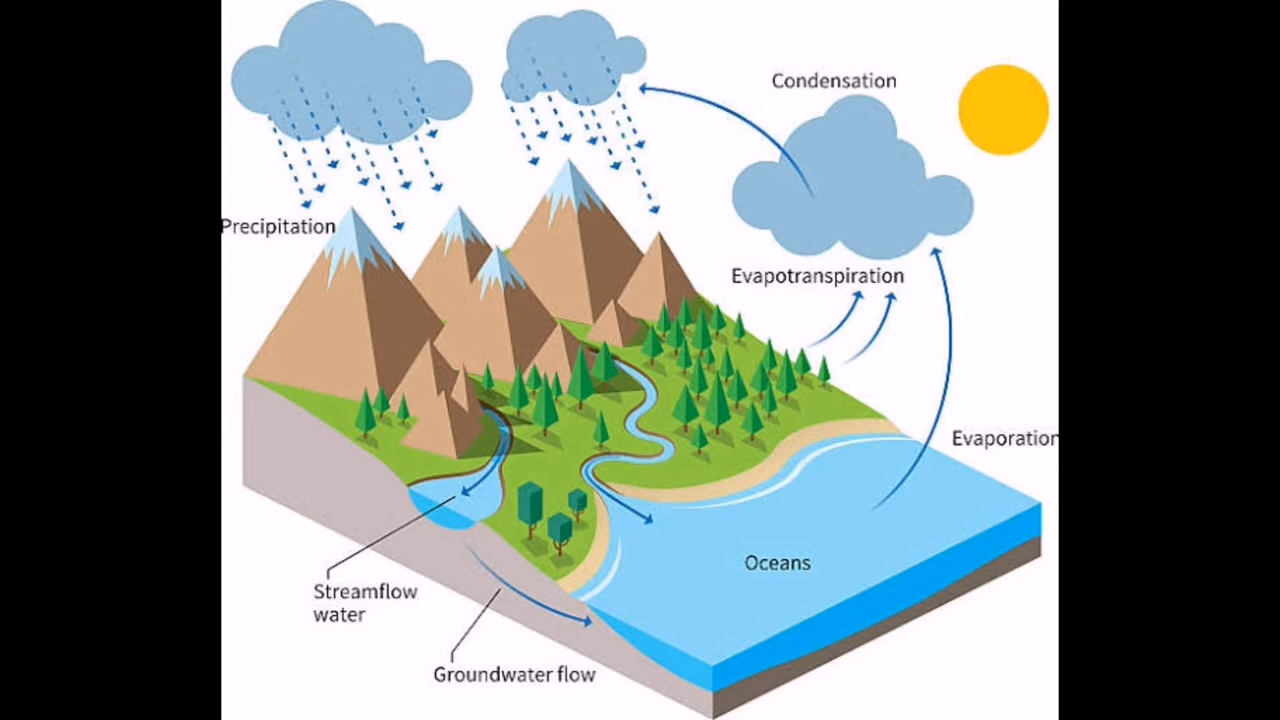 Condensation
Precipitation
Evapotranspiration
Evaporation
Oceans
Streamflow
water
Groundwater flow